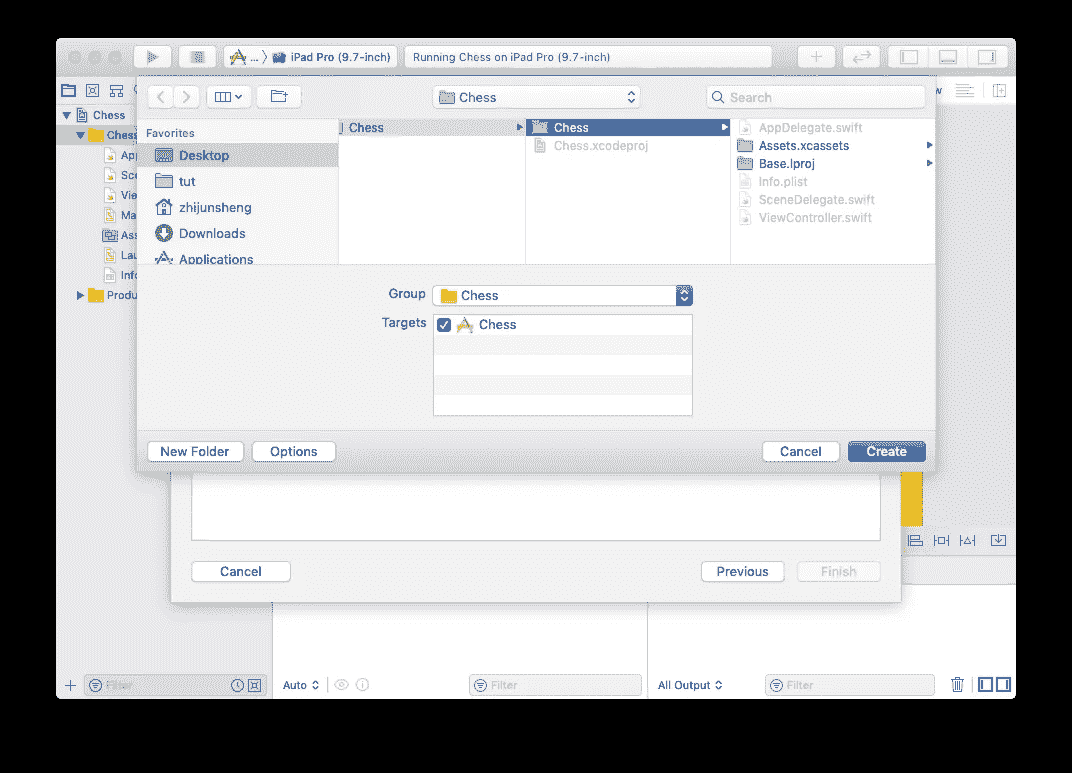 ... iPad Pro (9.7-inch) Running Chess on iPad Pro (9.7-inch)
Chess Search
Chess
Favorites
Desktop
tut
zhijunsheng
Downloads
Applications
Chess
Chess
Chess.xcodeproj
AppDelegate.swift
Assets.xcassets
Base.lproj
Info.plist
SceneDelegate.swift
ViewController.swift
Chess
App
Sce
Vie
Ma
Ass
Lau
Info
Produ
Group Chess
Targets Chess
New Folder Options Cancel Create
Cancel Previous Finish
Filter Auto Filter All Output Filter